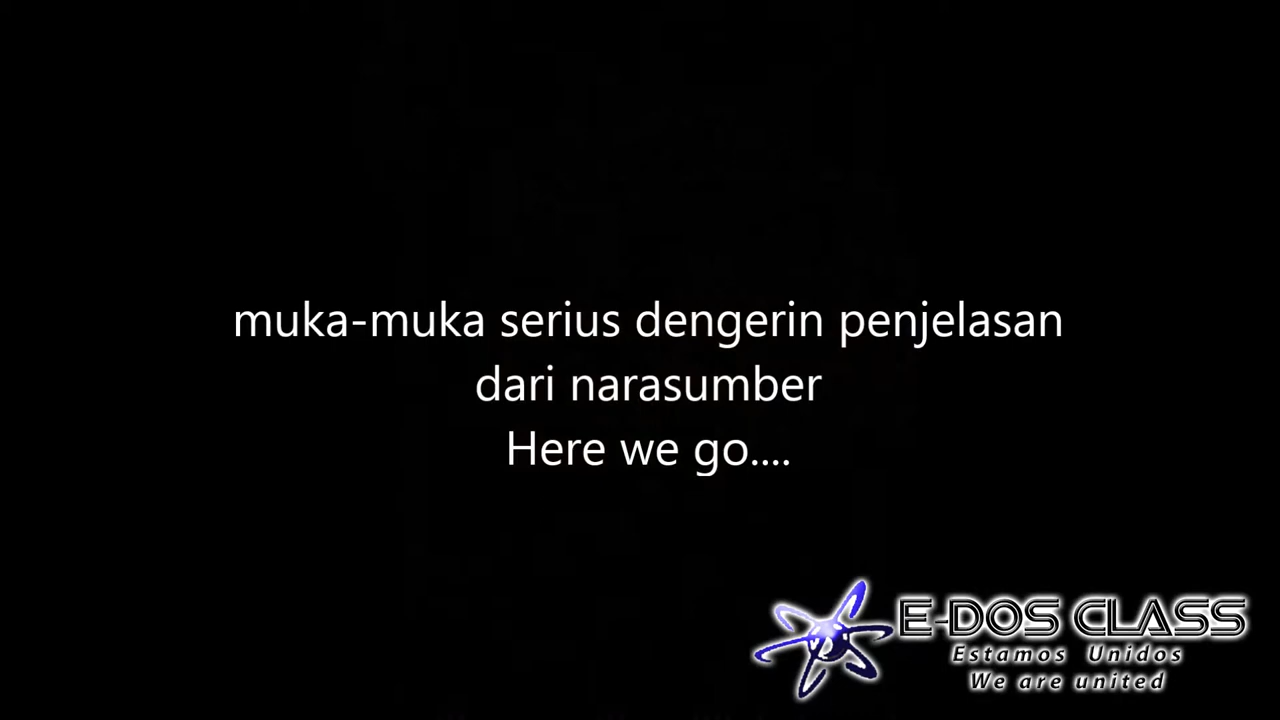 muka-muka serius dengerin penjelasan
dari narasumber
Here we go....
E-DOS CLASS
Estamos Unidos
We are united